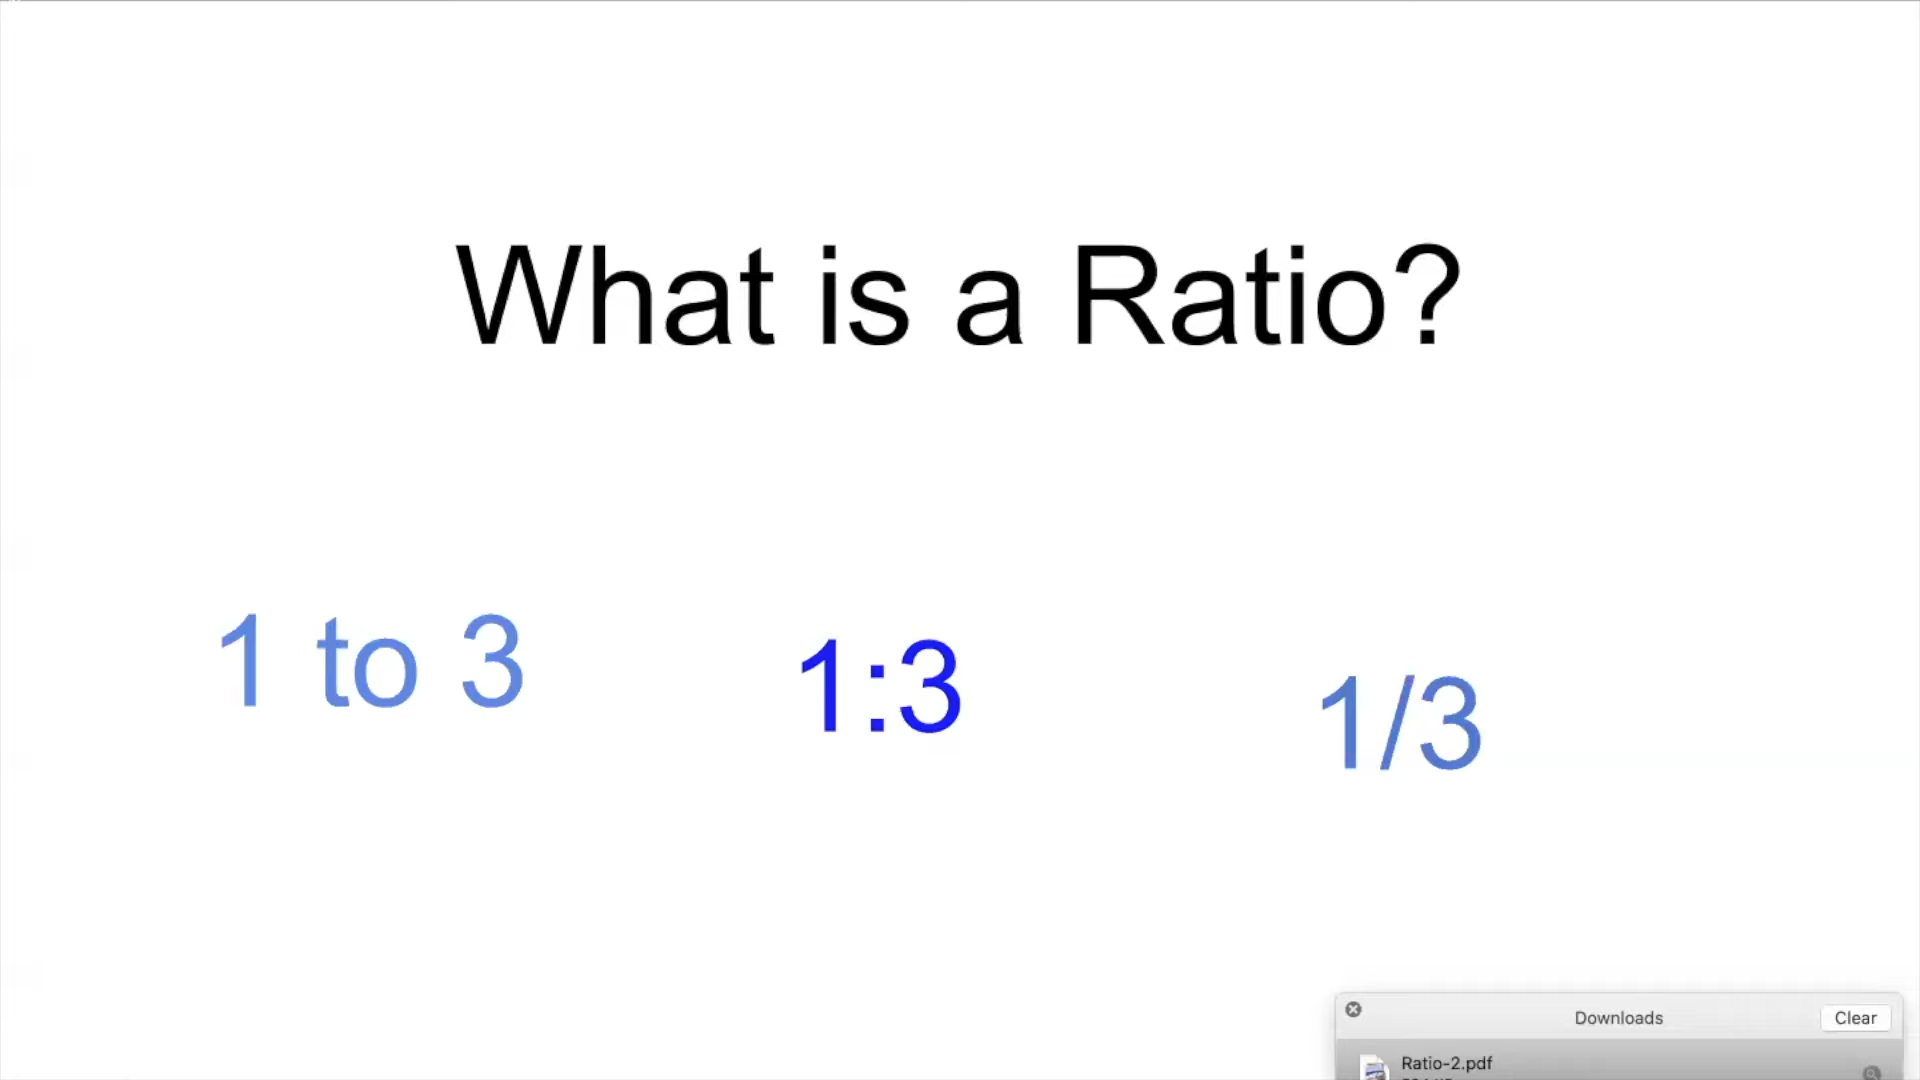 What is a Ratio?
1 to 3
1:3
1/3
Downloads
Clear
Ratio-2.pdf